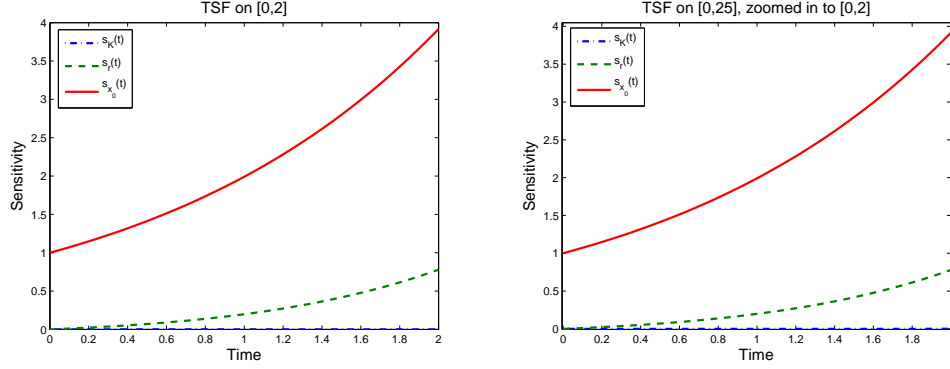 TSF on [0,2]
4
3.5
3
2.5
2
1.5
1
0.5
0
Sensitivity
s_K(t)
s_r(t)
s_{x_0}(t)
0 0.2 0.4 0.6 0.8 1 1.2 1.4 1.6 1.8 2
Time
TSF on [0,25], zoomed in to [0,2]
4
3.5
3
2.5
2
1.5
1
0.5
0
Sensitivity
s_K(t)
s_r(t)
s_{x_0}(t)
0 0.2 0.4 0.6 0.8 1 1.2 1.4 1.6 1.8
Time